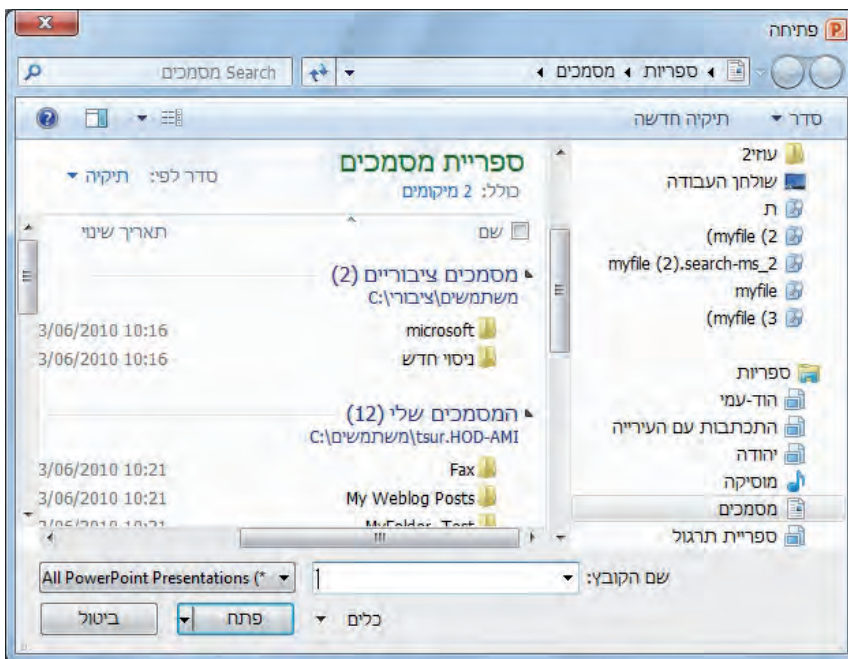 פתיחה
ספריות מסמכים
Search מסמכים
סדר תיקיה חדשה
עוזי2
שולחן העבודה
ת
(myfile (2
myfile (2).search-ms_2
myfile
(myfile (3
ספריות
הוד-עמי
התכתבות עם העירייה
יהודה
מוסיקה
מסמכים
ספריית תרגול
ספריית מסמכים
כולל: 2 מיקומים
סדר לפי: תיקיה
שם תאריך שינוי
מסמכים ציבוריים (2)
C:\משתמשים\ציבורי
microsoft 3/06/2010 10:16
ניסוי חדש 3/06/2010 10:16
המסמכים שלי (12)
C:\משתמשים\tsur.HOD-AMI
Fax 3/06/2010 10:21
My Weblog Posts 3/06/2010 10:21
שם הקובץ:
All PowerPoint Presentations (*
כלים פתח ביטול